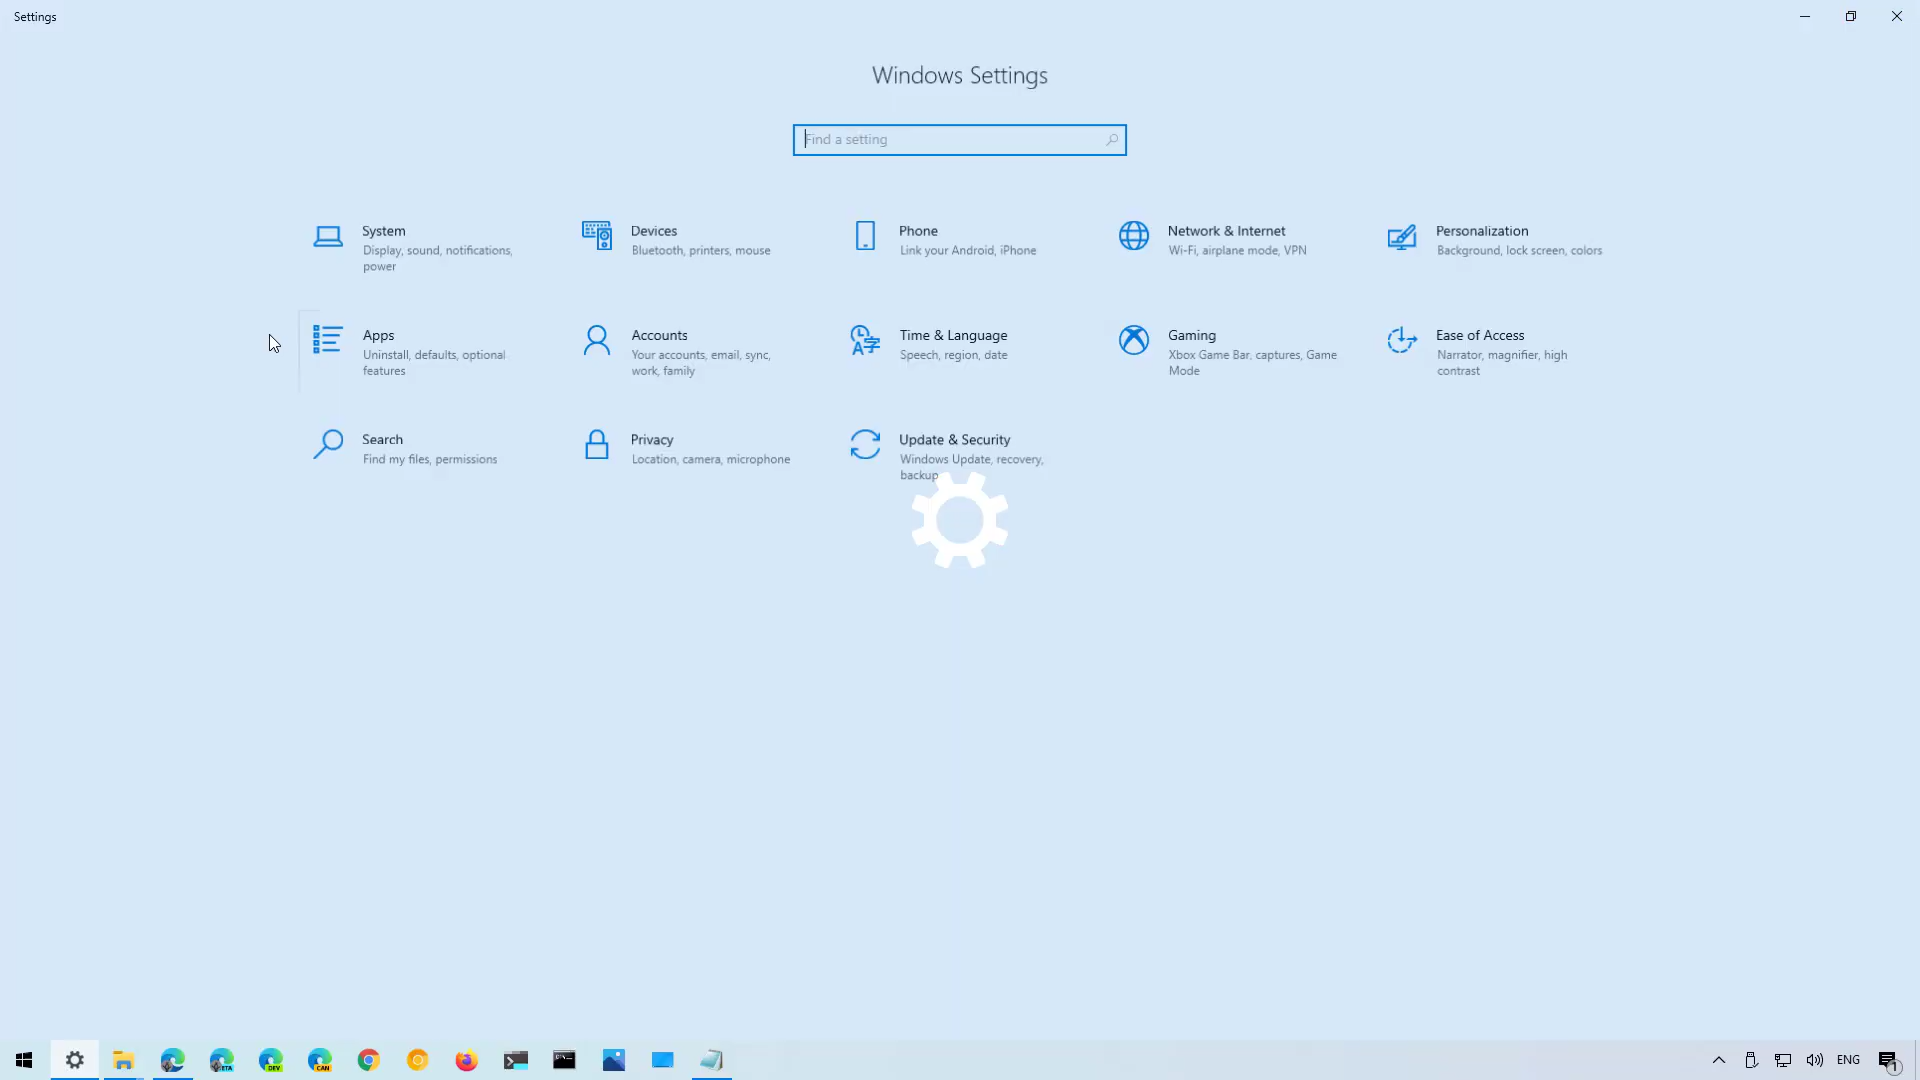 Settings
Windows Settings
Find a setting
System
Display, sound, notifications,
power
Devices
Bluetooth, printers, mouse
Phone
Link your Android, iPhone
Network & Internet
Wi-Fi, airplane mode, VPN
Personalization
Background, lock screen, colors
Apps
Uninstall, defaults, optional
features
Accounts
Your accounts, email, sync,
work, family
Time & Language
Speech, region, date
Gaming
Xbox Game Bar, captures, Game
Mode
Ease of Access
Narrator, magnifier, high
contrast
Search
Find my files, permissions
Privacy
Location, camera, microphone
Update & Security
Windows Update, recovery,
backup
DEV
CAN
ENG
1